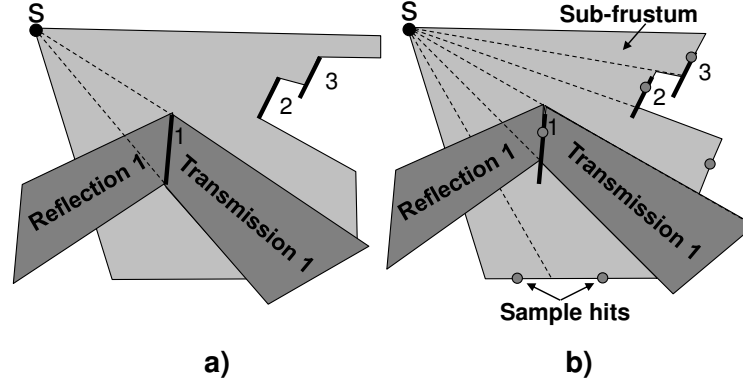 S
1
2
3
Reflection 1
Transmission 1
a)
S
Sub-frustum
1
2
3
Reflection 1
Transmission 1
Sample hits
b)